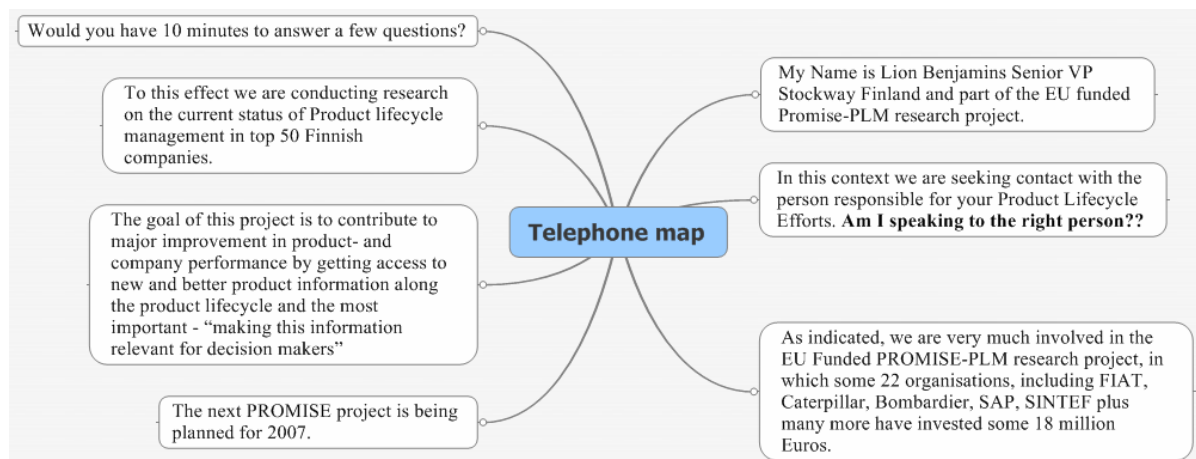 Would you have 10 minutes to answer a few questions?
To this effect we are conducting research
on the current status of Product lifecycle
management in top 50 Finnish
companies.
The goal of this project is to contribute to
major improvement in product- and
company performance by getting access to
new and better product information along
the product lifecycle and the most
important - “making this information
relevant for decision makers”
The next PROMISE project is being
planned for 2007.
Telephone map
My Name is Lion Benjamins Senior VP
Stockway Finland and part of the EU funded
Promise-PLM research project.
In this context we are seeking contact with the
person responsible for your Product Lifecycle
Efforts. Am I speaking to the right person??
As indicated, we are very much involved in the
EU Funded PROMISE-PLM research project, in
which some 22 organisations, including FIAT,
Caterpillar, Bombardier, SAP, SINTEF plus
many more have invested some 18 million
Euros.